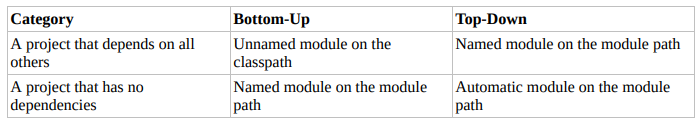 Category Bottom-Up Top-Down
A project that depends on all others Unnamed module on the classpath Named module on the module path
A project that has no dependencies Named module on the module path Automatic module on the module path